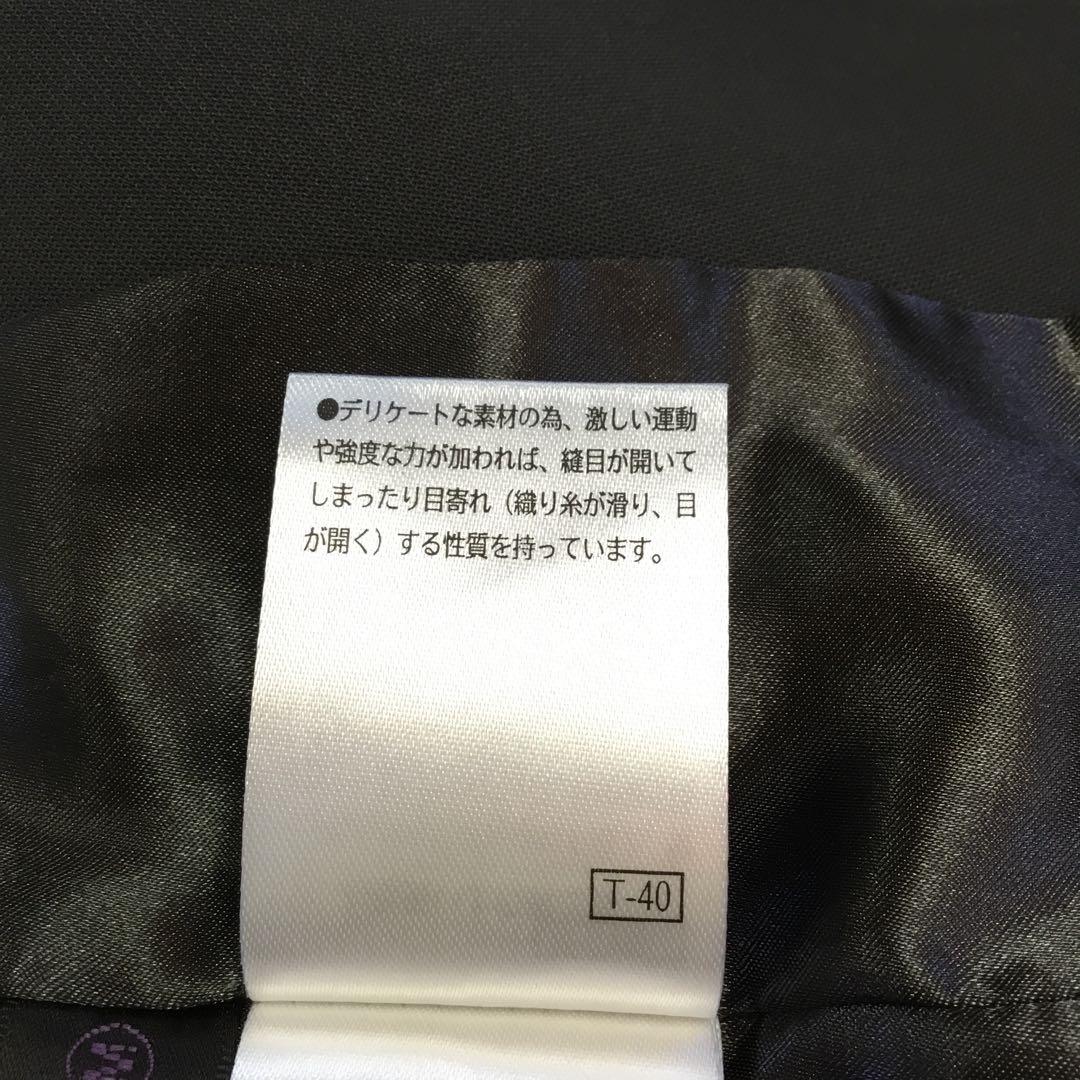 ●デリケートな素材の為、激しい運動
や強度な力が加われば、縫目が開いて
しまったり目寄れ（織り糸が滑り、目
が開く）する性質を持っています。
T-40